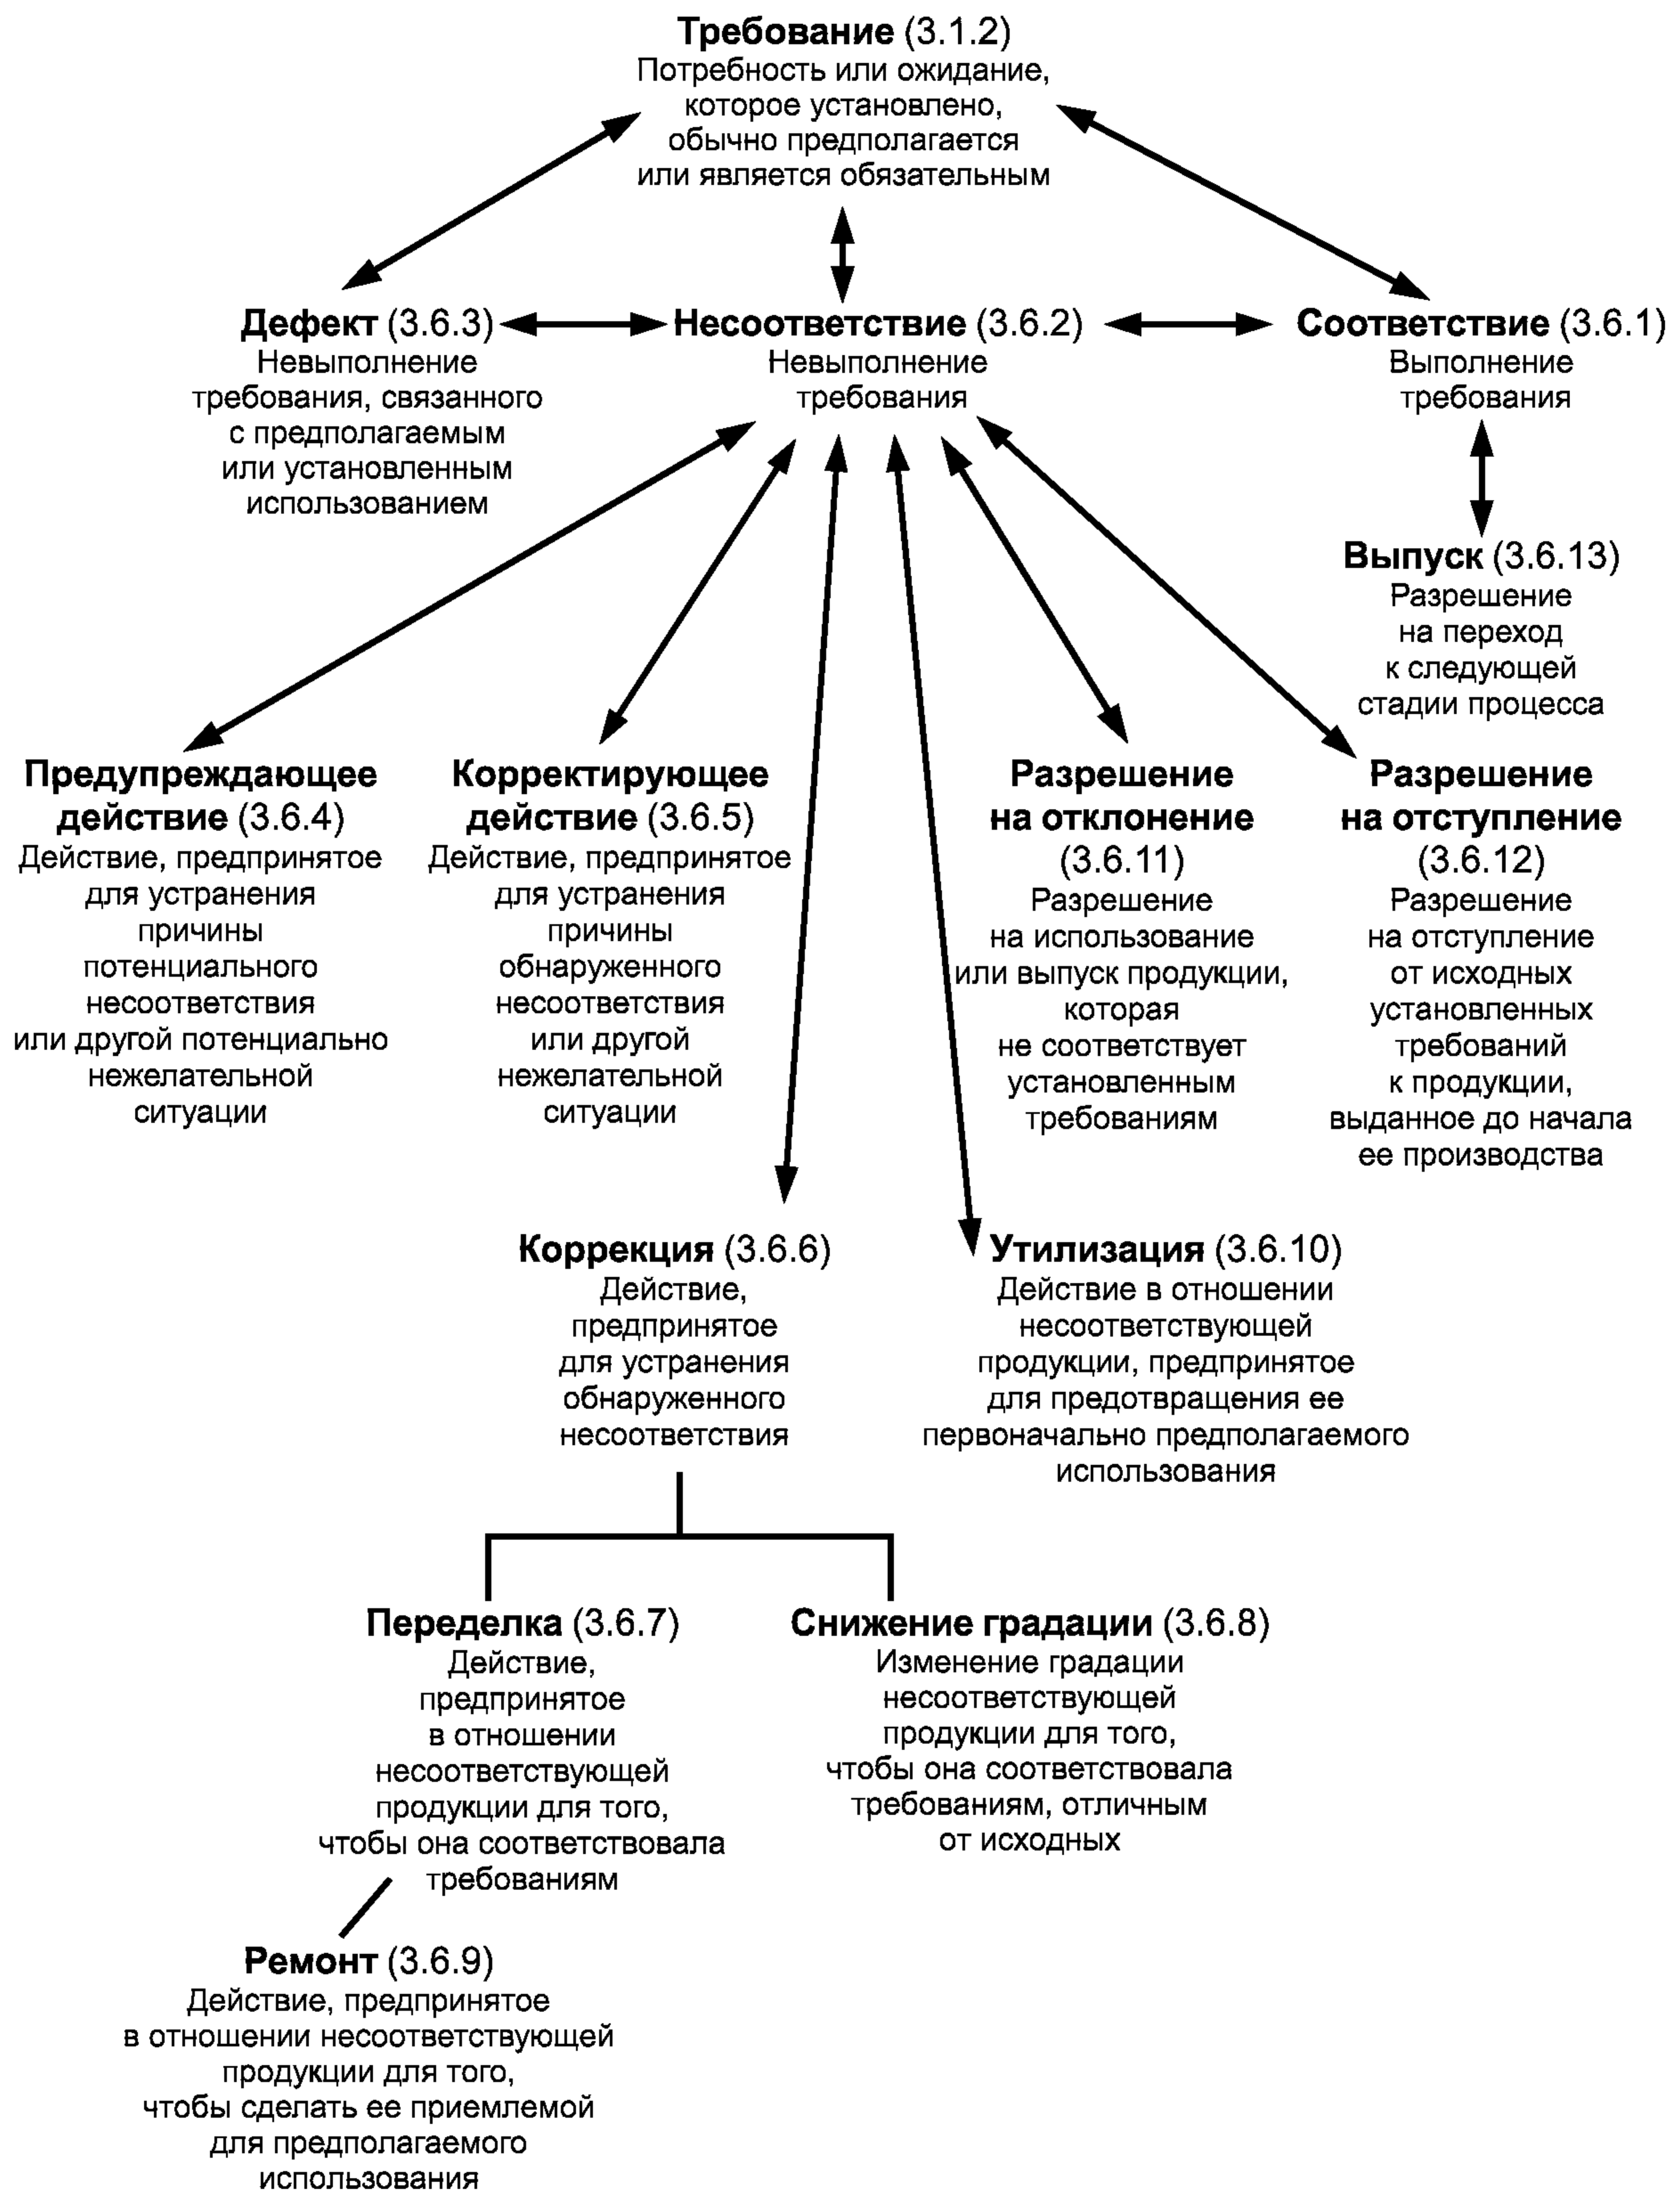 Требование (3.1.2)
Потребность или ожидание,
которое установлено,
обычно предполагается
или является обязательным
Дефект (3.6.3)
Невыполнение
требования, связанного
с предполагаемым
или установленным
использованием
Несоответствие (3.6.2)
Невыполнение
требования
Соответствие (3.6.1)
Выполнение
требования
Выпуск (3.6.13)
Разрешение
на переход
к следующей
стадии процесса
Предупреждающее
действие (3.6.4)
Действие, предпринятое
для устранения
причины
потенциального
несоответствия
или другой потенциально
нежелательной
ситуации
Корректирующее
действие (3.6.5)
Действие, предпринятое
для устранения
причины
обнаруженного
несоответствия
или другой
нежелательной
ситуации
Разрешение
на отклонение
(3.6.11)
Разрешение
на использование
или выпуск продукции,
которая
не соответствует
установленным
требованиям
Разрешение
на отступление
(3.6.12)
Разрешение
на отступление
от исходных
установленных
требований
к продукции,
выданное до начала
ее производства
Коррекция (3.6.6)
Действие,
предпринятое
для устранения
обнаруженного
несоответствия
Утилизация (3.6.10)
Действие в отношении
несоответствующей
продукции, предпринятое
для предотвращения ее
первоначально предполагаемого
использования
Переделка (3.6.7)
Действие,
предпринятое
в отношении
несоответствующей
продукции для того,
чтобы она соответствовала
требованиям
Снижение градации (3.6.8)
Изменение градации
несоответствующей
продукции для того,
чтобы она соответствовала
требованиям, отличным
от исходных
Ремонт (3.6.9)
Действие, предпринятое
в отношении несоответствующей
продукции для того,
чтобы сделать ее приемлемой
для предполагаемого
использования